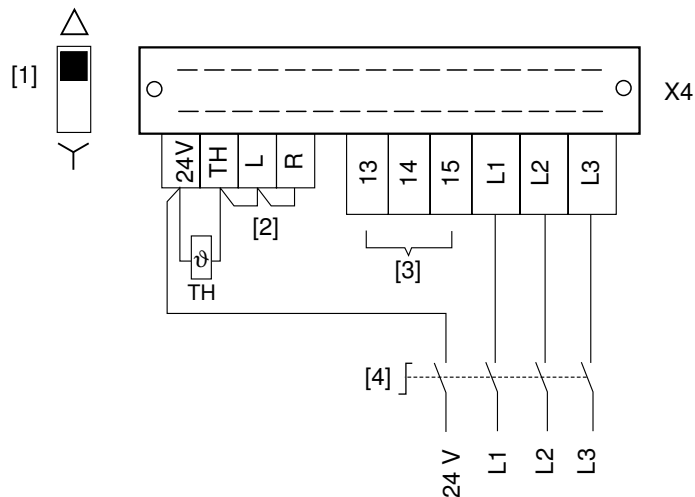 [1]
X4
24V TH L R 13 14 15 L1 L2 L3
[2]
[3]
ϑ
TH
[4]
24 V L1 L2 L3